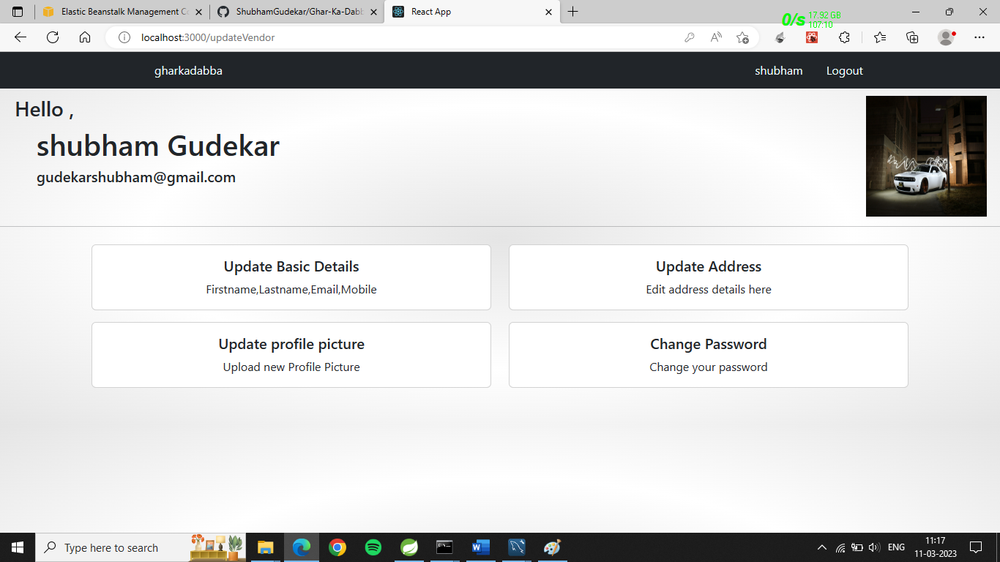 Elastic Beanstalk Management Co
ShubhamGudekar/Ghar-Ka-Dabb
React App
0/s 17.92 GB
107:10
localhost:3000/updateVendor
gharkadabba
shubham
Logout
Hello ,
shubham Gudekar
gudekarshubham@gmail.com
Update Basic Details
Firstname,Lastname,Email,Mobile
Update Address
Edit address details here
Update profile picture
Upload new Profile Picture
Change Password
Change your password
Type here to search
ENG
11:17
11-03-2023